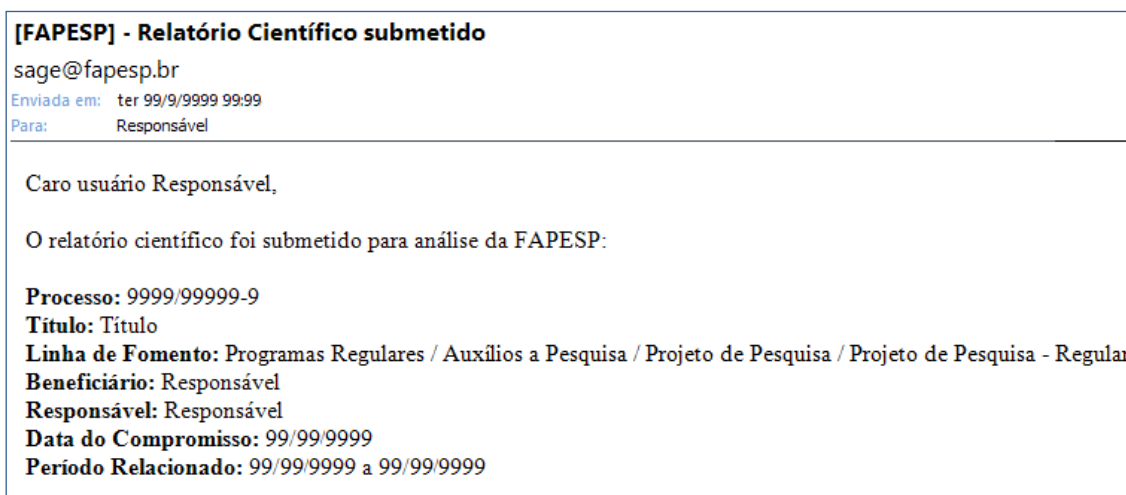 [FAPESP] - Relatório Científico submetido
sage@fapesp.br
Enviada em: ter 99/9/9999 99:99
Para: Responsável
Caro usuário Responsável,
O relatório científico foi submetido para análise da FAPESP:
Processo: 9999/99999-9
Título: Título
Linha de Fomento: Programas Regulares / Auxílios a Pesquisa / Projeto de Pesquisa / Projeto de Pesquisa - Regular
Beneficiário: Responsável
Responsável: Responsável
Data do Compromisso: 99/99/9999
Período Relacionado: 99/99/9999 a 99/99/9999